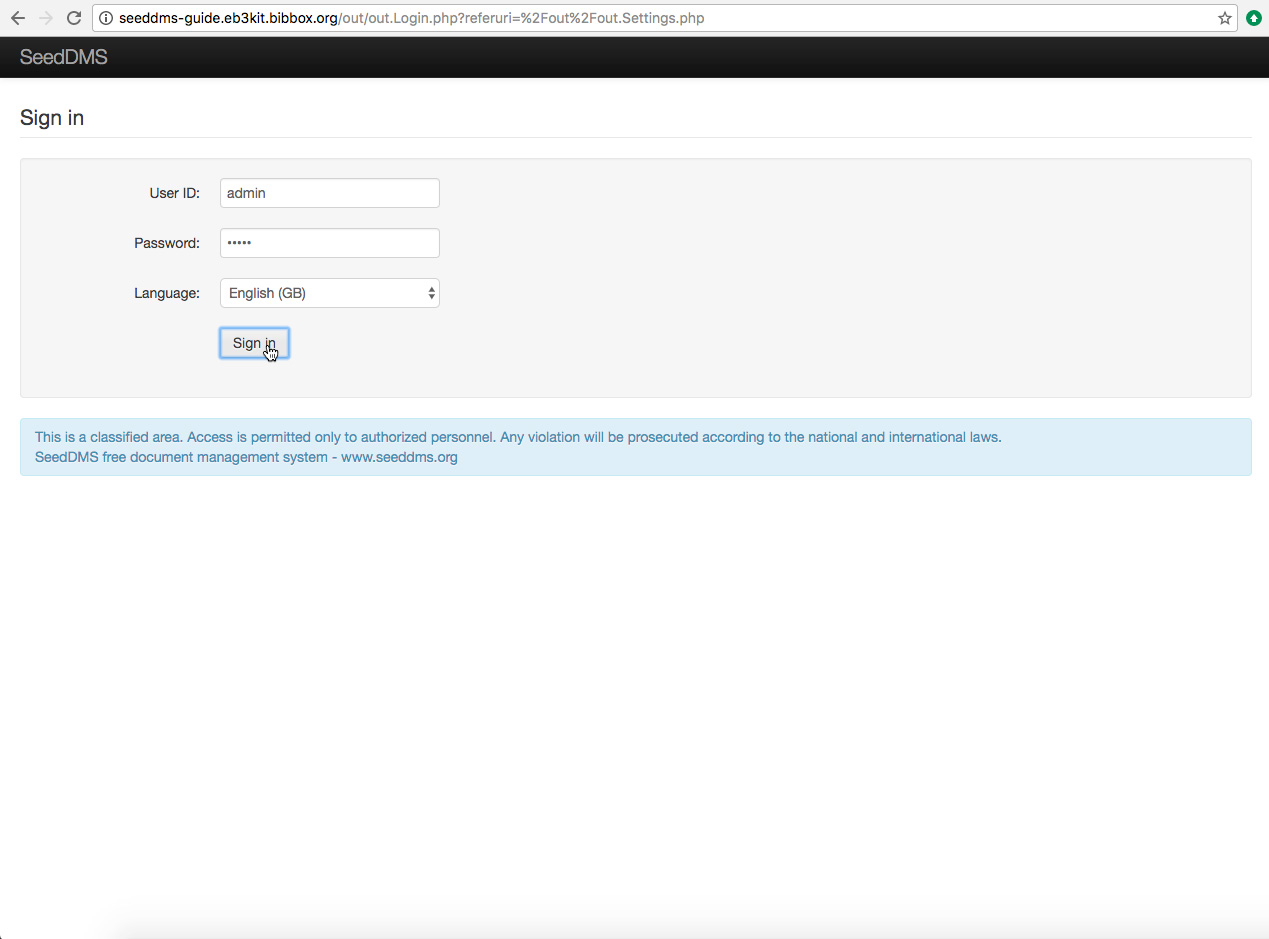 seeddms-guide.eb3kit.bibbox.org/out/out.Login.php?referuri=%2Fout%2Fout.Settings.php
SeedDMS
Sign in
User ID: admin
Password: •••••
Language: English (GB)
Sign in
This is a classified area. Access is permitted only to authorized personnel. Any violation will be prosecuted according to the national and international laws.
SeedDMS free document management system - www.seeddms.org